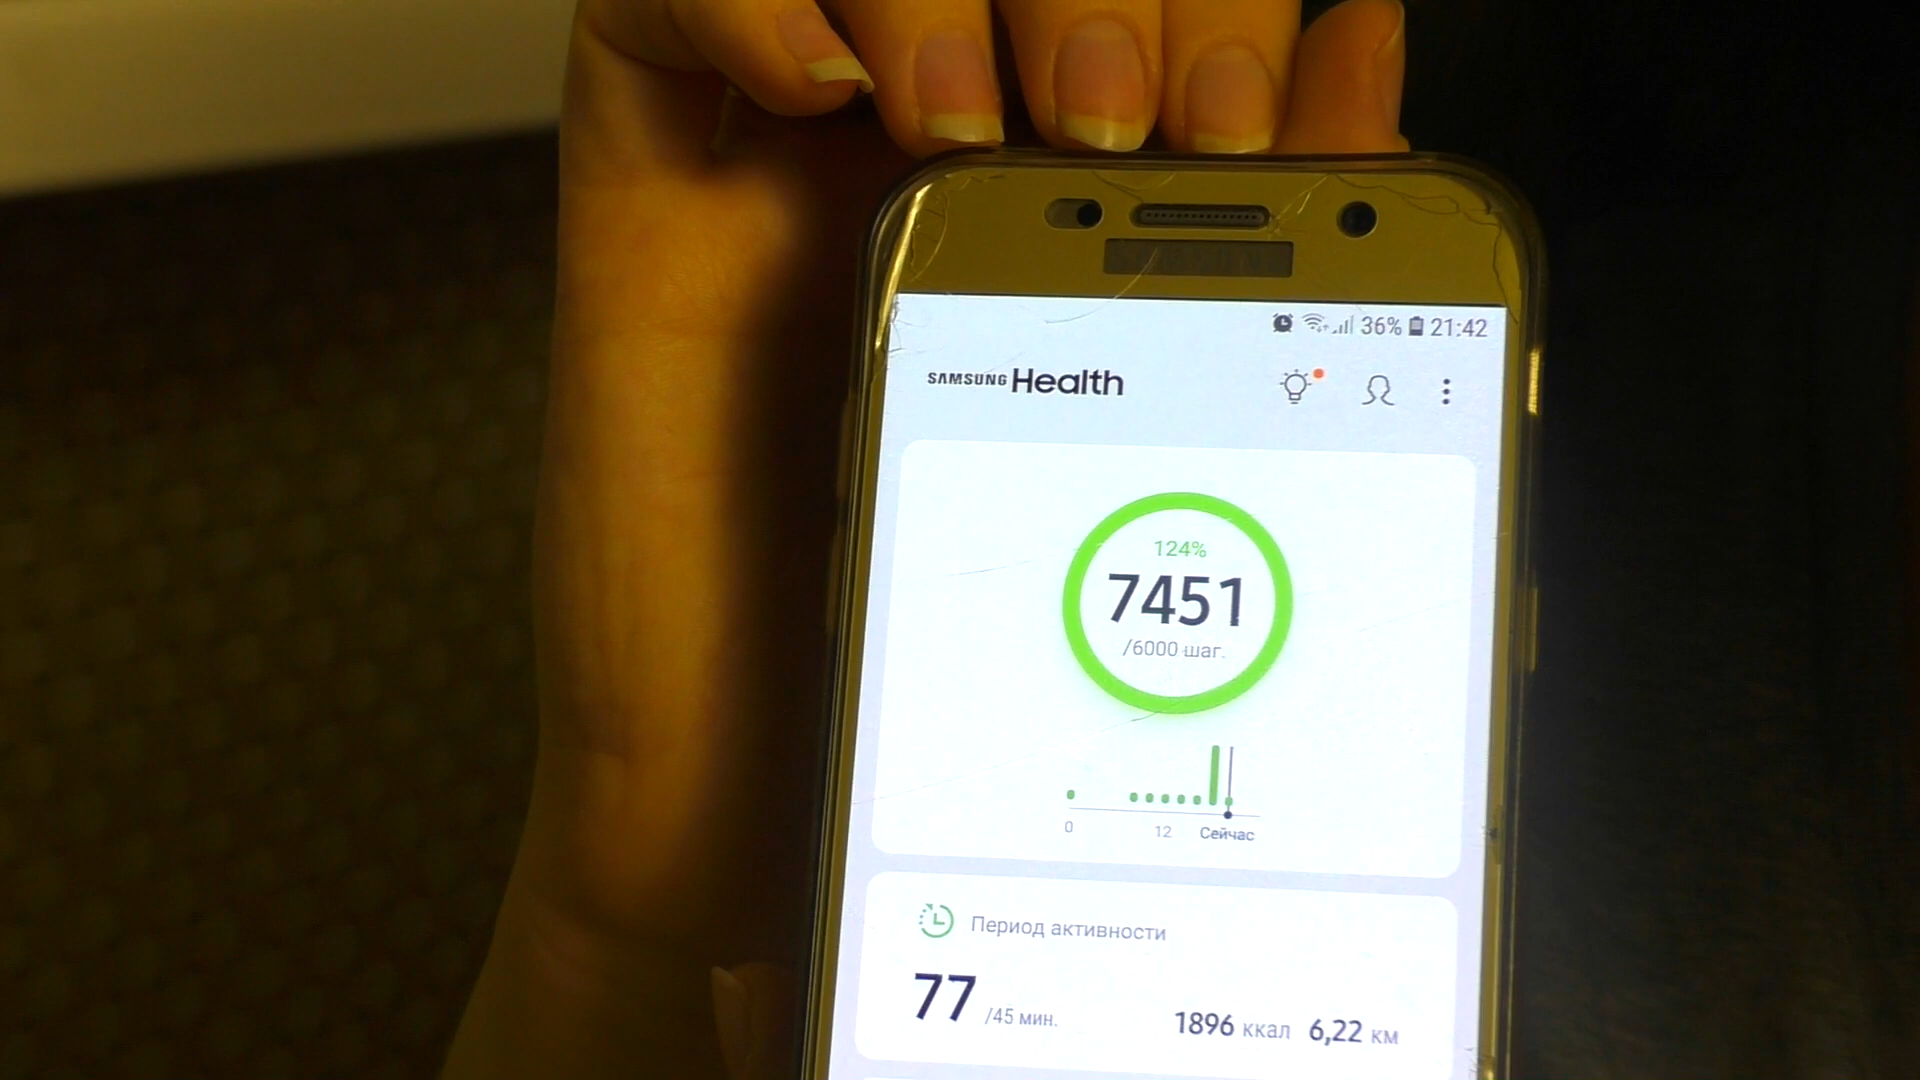 36% 21:42
SAMSUNG Health
124%
7451
/6000 шаг.
0 12 Сейчас
Период активности
77 /45 мин. 1896 ккал 6,22 км